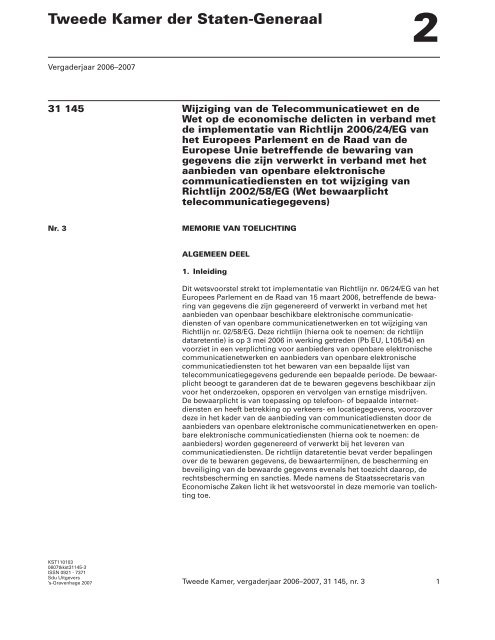 Tweede Kamer der Staten-Generaal
2
Vergaderjaar 2006–2007
31 145
Wijziging van de Telecommunicatiewet en de
Wet op de economische delicten in verband met
de implementatie van Richtlijn 2006/24/EG van
het Europees Parlement en de Raad van de
Europese Unie betreffende de bewaring van
gegevens die zijn verwerkt in verband met het
aanbieden van openbare elektronische
communicatiediensten en tot wijziging van
Richtlijn 2002/58/EG (Wet bewaarplicht
telecommunicatiegegevens)
Nr. 3
MEMORIE VAN TOELICHTING
ALGEMEEN DEEL
1. Inleiding
Dit wetsvoorstel strekt tot implementatie van Richtlijn nr. 06/24/EG van het
Europees Parlement en de Raad van 15 maart 2006, betreffende de bewa-
ring van gegevens die zijn gegenereerd of verwerkt in verband met het
aanbieden van openbaar beschikbare elektronische communicatie-
diensten of van openbare communicatienetwerken en tot wijziging van
Richtlijn nr. 02/58/EG. Deze richtlijn (hierna ook te noemen: de richtlijn
dataretentie) is op 3 mei 2006 in werking getreden (Pb EU, L105/54) en
voorziet in een verplichting voor aanbieders van openbare elektronische
communicatienetwerken en aanbieders van openbare elektronische
communicatiediensten tot het bewaren van een bepaalde lijst van
telecommunicatiegegevens gedurende een bepaalde periode. De bewaar-
plicht beoogt te garanderen dat de te bewaren gegevens beschikbaar zijn
voor het onderzoeken, opsporen en vervolgen van ernstige misdrijven.
De bewaarplicht is van toepassing op telefoon- of bepaalde internet-
diensten en heeft betrekking op verkeers- en locatiegegevens, voorzover
deze in het kader van de aanbieding van communicatiediensten door de
aanbieders van openbare elektronische communicatienetwerken en open-
bare elektronische communicatiediensten (hierna ook te noemen: de
aanbieders) worden gegenereerd of verwerkt bij het leveren van
communicatiediensten. De richtlijn dataretentie bevat verder bepalingen
over de te bewaren gegevens, de bewaartermijnen, de bescherming en
beveiliging van de bewaarde gegevens evenals het toezicht daarop, de
rechtsbescherming en sancties. Mede namens de Staatssecretaris van
Economische Zaken licht ik het wetsvoorstel in deze memorie van toelich-
ting toe.
KST110193
0607tkkst31145-3
ISSN 0921 - 7371
Sdu Uitgevers
's-Gravenhage 2007
Tweede Kamer, vergaderjaar 2006–2007, 31 145, nr. 3
1